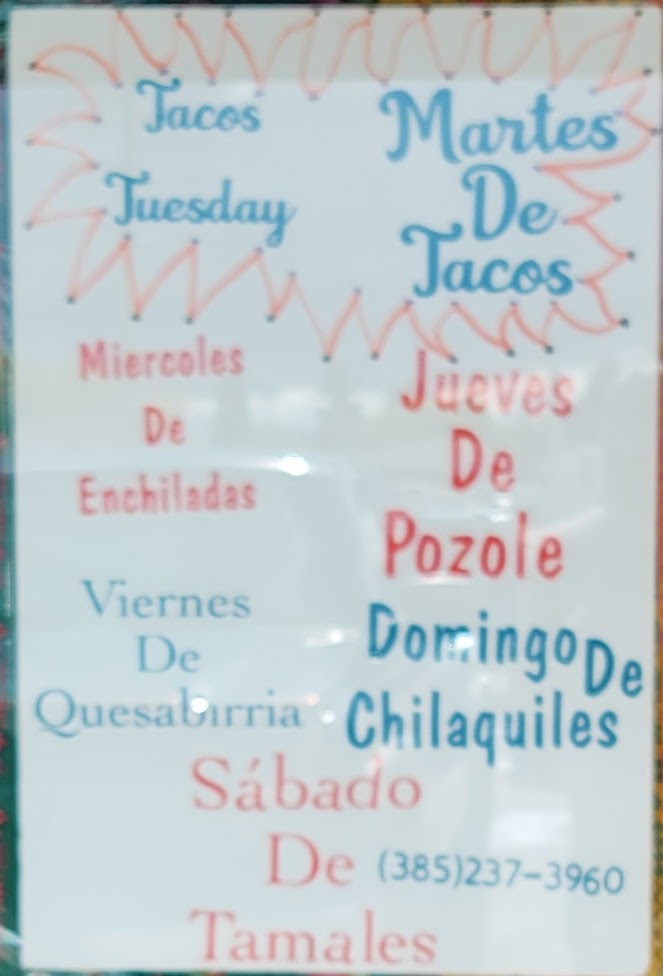 Tacos
Tuesday
Martes
De
Tacos
Miercoles
De
Enchiladas
Jueves
De
Pozole
Viernes
De
Quesabirria
Domingo De
Chilaquiles
Sábado
De
Tamales
(385)237-3960